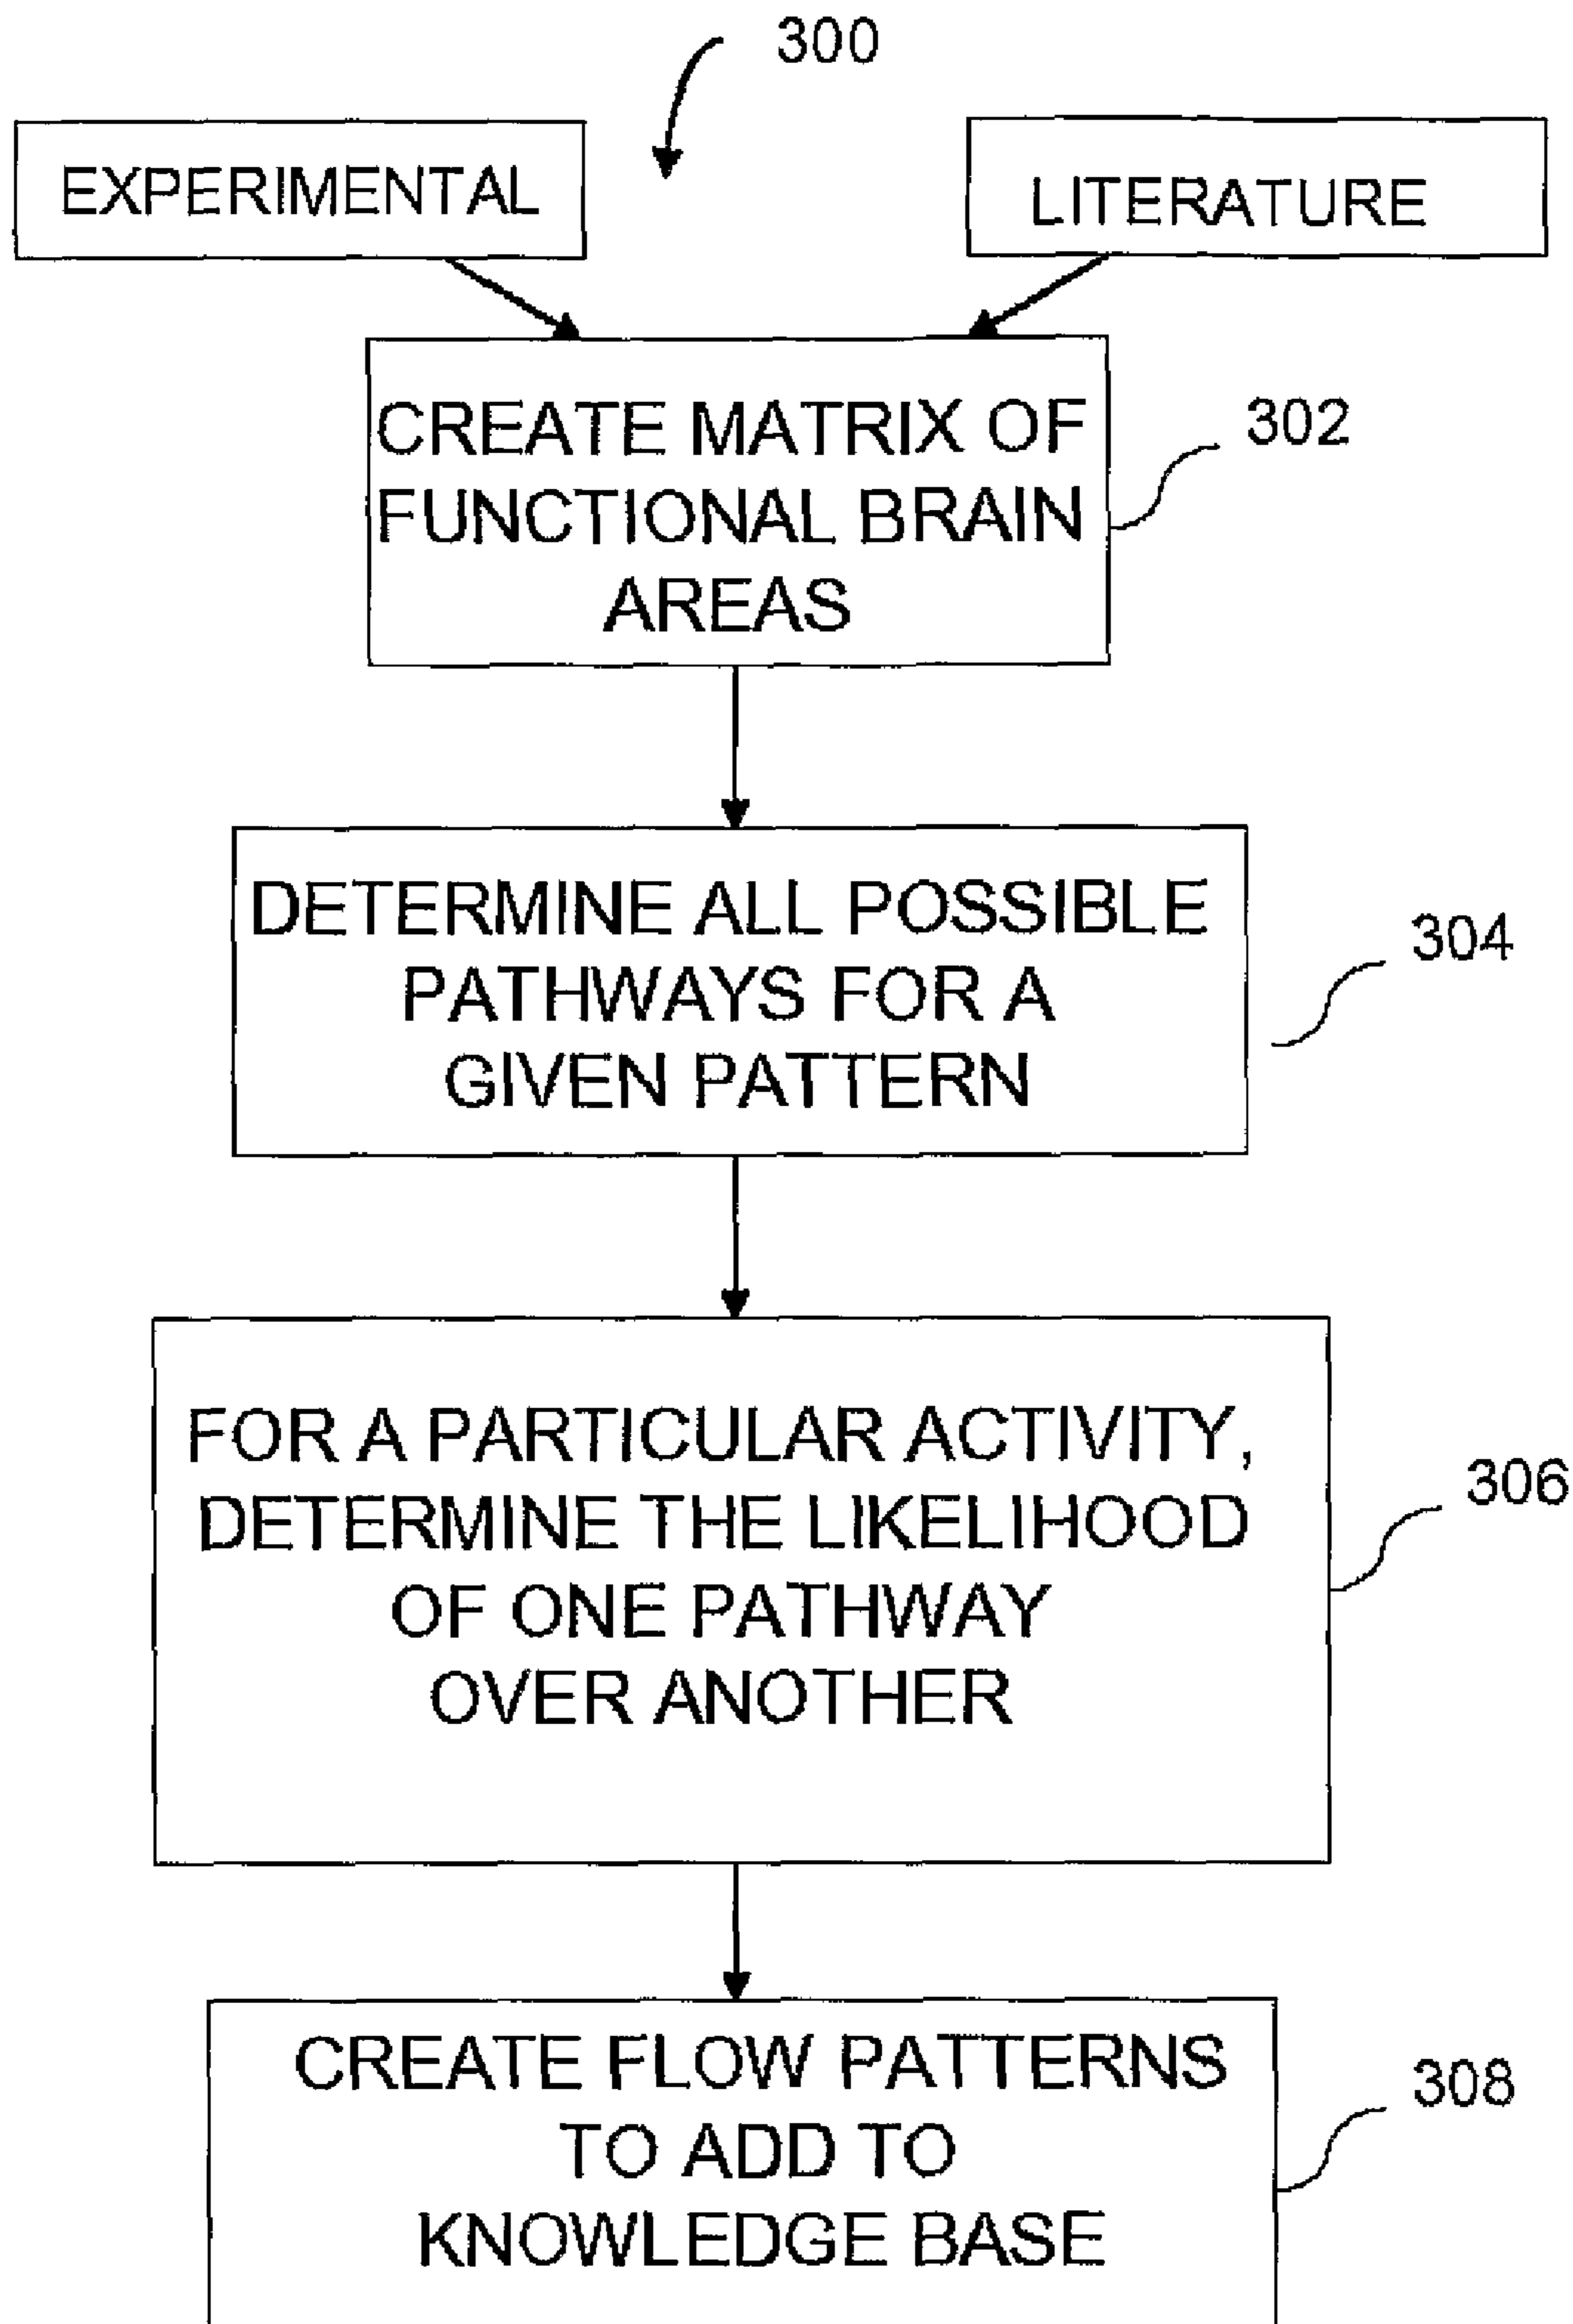 300
EXPERIMENTAL
LITERATURE
CREATE MATRIX OF
FUNCTIONAL BRAIN
AREAS
302
DETERMINE ALL POSSIBLE
PATHWAYS FOR A
GIVEN PATTERN
304
FOR A PARTICULAR ACTIVITY,
DETERMINE THE LIKELIHOOD
OF ONE PATHWAY
OVER ANOTHER
306
CREATE FLOW PATTERNS
TO ADD TO
KNOWLEDGE BASE
308